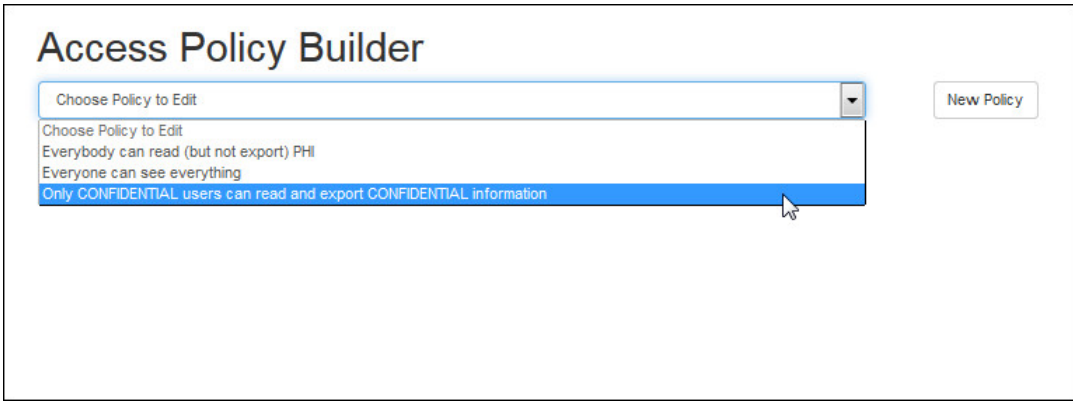 Access Policy Builder
Choose Policy to Edit
New Policy
Choose Policy to Edit
Everybody can read (but not export) PHI
Everyone can see everything
Only CONFIDENTIAL users can read and export CONFIDENTIAL information